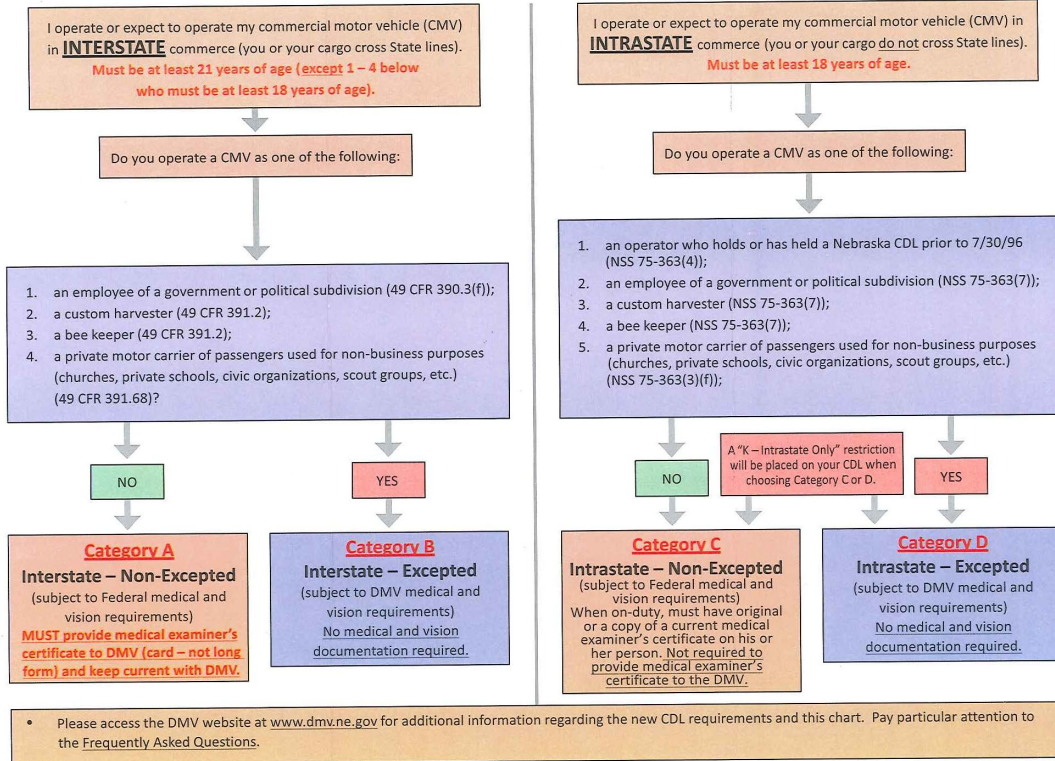 I operate or expect to operate my commercial motor vehicle (CMV)
in INTERSTATE commerce (you or your cargo cross State lines).
Must be at least 21 years of age (except 1 – 4 below
who must be at least 18 years of age).
Do you operate a CMV as one of the following:
1. an employee of a government or political subdivision (49 CFR 390.3(f));
2. a custom harvester (49 CFR 391.2);
3. a bee keeper (49 CFR 391.2);
4. a private motor carrier of passengers used for non-business purposes
(churches, private schools, civic organizations, scout groups, etc.)
(49 CFR 391.68)?
NO
YES
Category A
Interstate – Non-Excepted
(subject to Federal medical and
vision requirements)
MUST provide medical examiner's
certificate to DMV (card – not long
form) and keep current with DMV.
Category B
Interstate – Excepted
(subject to DMV medical and
vision requirements)
No medical and vision
documentation required.
I operate or expect to operate my commercial motor vehicle (CMV) in
INTRASTATE commerce (you or your cargo do not cross State lines).
Must be at least 18 years of age.
Do you operate a CMV as one of the following:
1. an operator who holds or has held a Nebraska CDL prior to 7/30/96
(NSS 75-363(4));
2. an employee of a government or political subdivision (NSS 75-363(7));
3. a custom harvester (NSS 75-363(7));
4. a bee keeper (NSS 75-363(7));
5. a private motor carrier of passengers used for non-business purposes
(churches, private schools, civic organizations, scout groups, etc.)
(NSS 75-363(3)(f));
NO
A "K – Intrastate Only" restriction
will be placed on your CDL when
choosing Category C or D.
YES
Category C
Intrastate – Non-Excepted
(subject to Federal medical and
vision requirements)
When on-duty, must have original
or a copy of a current medical
examiner's certificate on his or
her person. Not required to
provide medical examiner's
certificate to the DMV.
Category D
Intrastate – Excepted
(subject to DMV medical and
vision requirements)
No medical and vision
documentation required.
• Please access the DMV website at www.dmv.ne.gov for additional information regarding the new CDL requirements and this chart. Pay particular attention to
the Frequently Asked Questions.